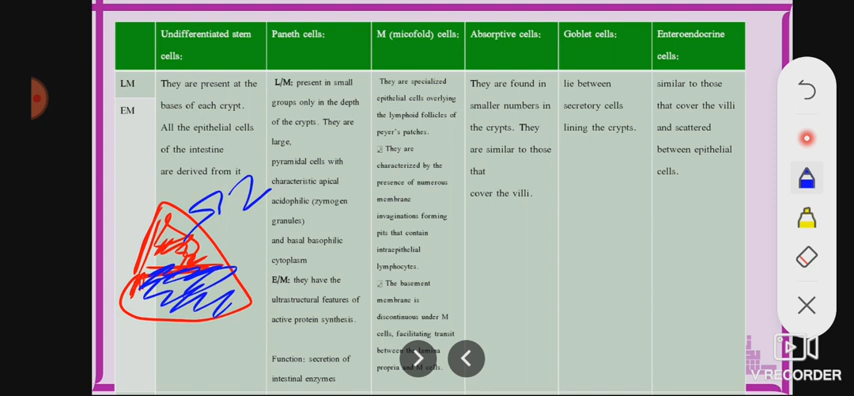 Undifferentiated stem cells:
Paneth cells:
M (micofold) cells:
Absorptive cells:
Goblet cells:
Enteroendocrine cells:
LM
EM
They are present at the
bases of each crypt.
All the epithelial cells
of the intestine
are derived from it
L/M: present in small
groups only in the depth
of the crypts. They are
large,
pyramidal cells with
characteristic apical
acidophilic (zymogen
granules)
and basal basophilic
cytoplasm
E/M: they have the
ultrastructural features of
active protein synthesis.
Function: secretion of
intestinal enzymes
They are specialized
epithelial cells overlying
the lymphoid follicles of
peyer's patches.
They are
characterized by the
presence of numerous
membrane
invaginations forming
pits that contain
intraepithelial
lymphocytes.
The basement
membrane is
discontinuous under M
cells, facilitating transit
between the lamina
propria and M cells.
They are found in
smaller numbers in
the crypts. They
are similar to those
that
cover the villi.
lie between
secretory cells
lining the crypts.
similar to those
that cover the villi
and scattered
between epithelial
cells.
V.RECORDER